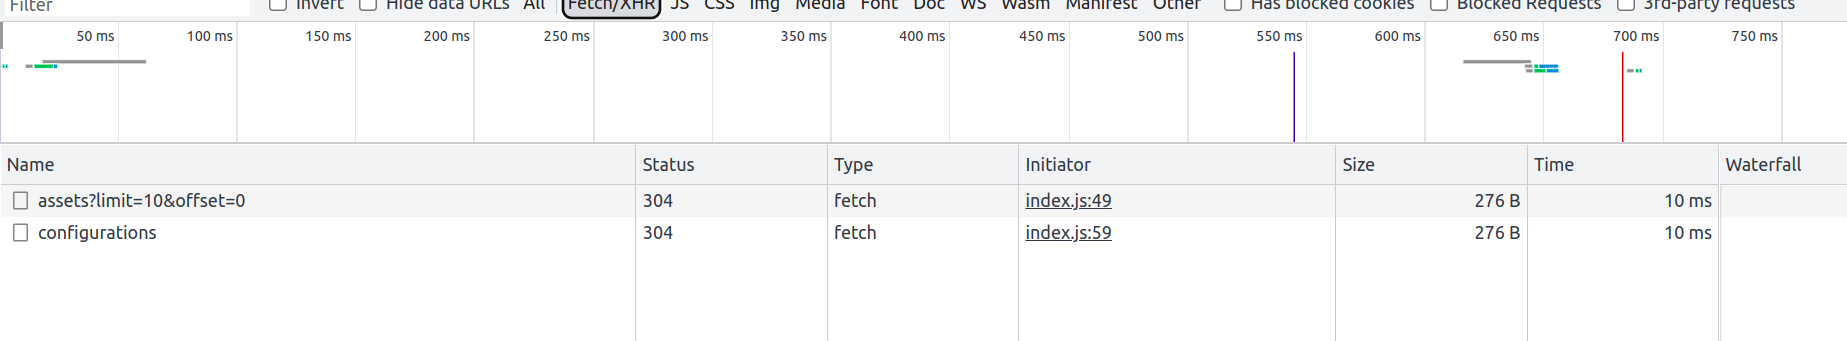 Filter Invert Hide data URLs All Fetch/XHR JS CSS Img Media Font Doc WS Wasm Manifest Other Has blocked cookies Blocked Requests 3rd-party requests
50 ms 100 ms 150 ms 200 ms 250 ms 300 ms 350 ms 400 ms 450 ms 500 ms 550 ms 600 ms 650 ms 700 ms 750 ms
Name Status Type Initiator Size Time Waterfall
assets?limit=10&offset=0 304 fetch index.js:49 276 B 10 ms
configurations 304 fetch index.js:59 276 B 10 ms